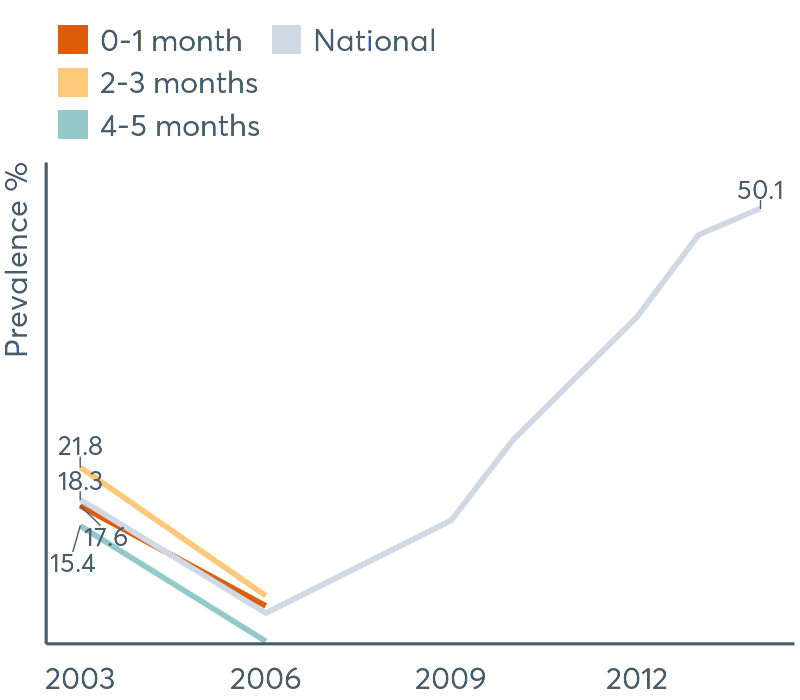 0-1 month
National
2-3 months
4-5 months
Prevalence %
50.1
21.8
18.3
17.6
15.4
2003 2006 2009 2012